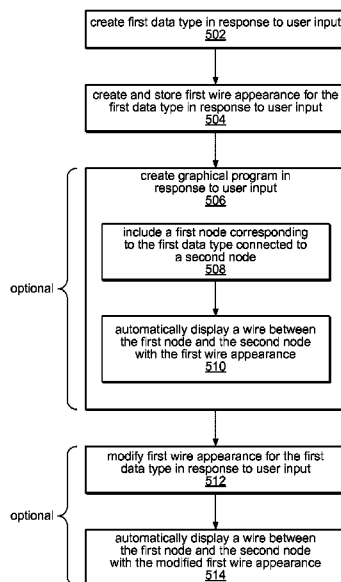 create first data type in response to user input
502
create and store first wire appearance for the
first data type in response to user input
504
create graphical program in
response to user input
506
include a first node corresponding
to the first data type connected to
a second node
508
optional
automatically display a wire between
the first node and the second node
with the first wire appearance
510
modify first wire appearance for the first
data type in response to user input
512
optional
automatically display a wire between
the first node and the second node
with the modified first wire appearance
514